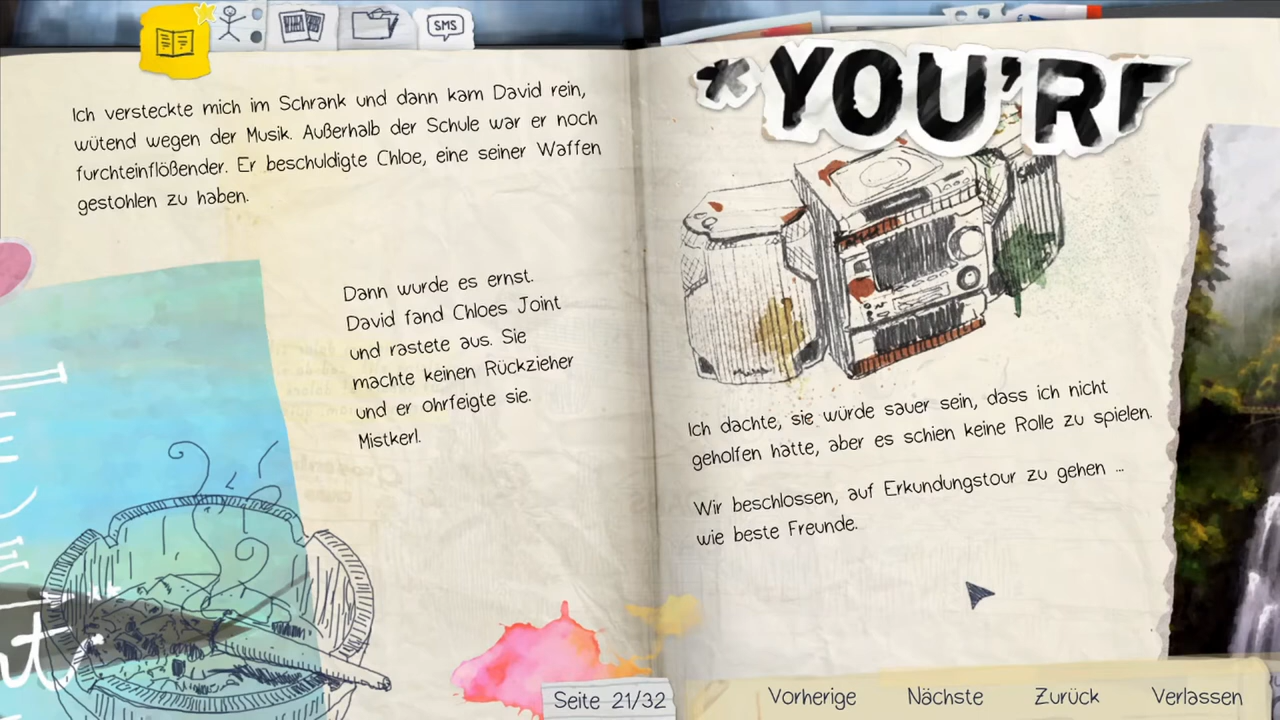 SMS
Ich versteckte mich im Schrank und dann kam David rein,
wütend wegen der Musik. Außerhalb der Schule war er noch
furchteinflößender. Er beschuldigte Chloe, eine seiner Waffen
gestohlen zu haben.
Dann wurde es ernst.
David fand Chloes Joint
und rastete aus. Sie
machte keinen Rückzieher
und er ohrfeigte sie.
Mistkerl.
*YOU'RE
Ich dachte, sie würde sauer sein, dass ich nicht
geholfen hatte, aber es schien keine Rolle zu spielen.
Wir beschlossen, auf Erkundungstour zu gehen ...
wie beste Freunde.
Seite 21/32
Vorherige
Nächste
Zurück
Verlassen